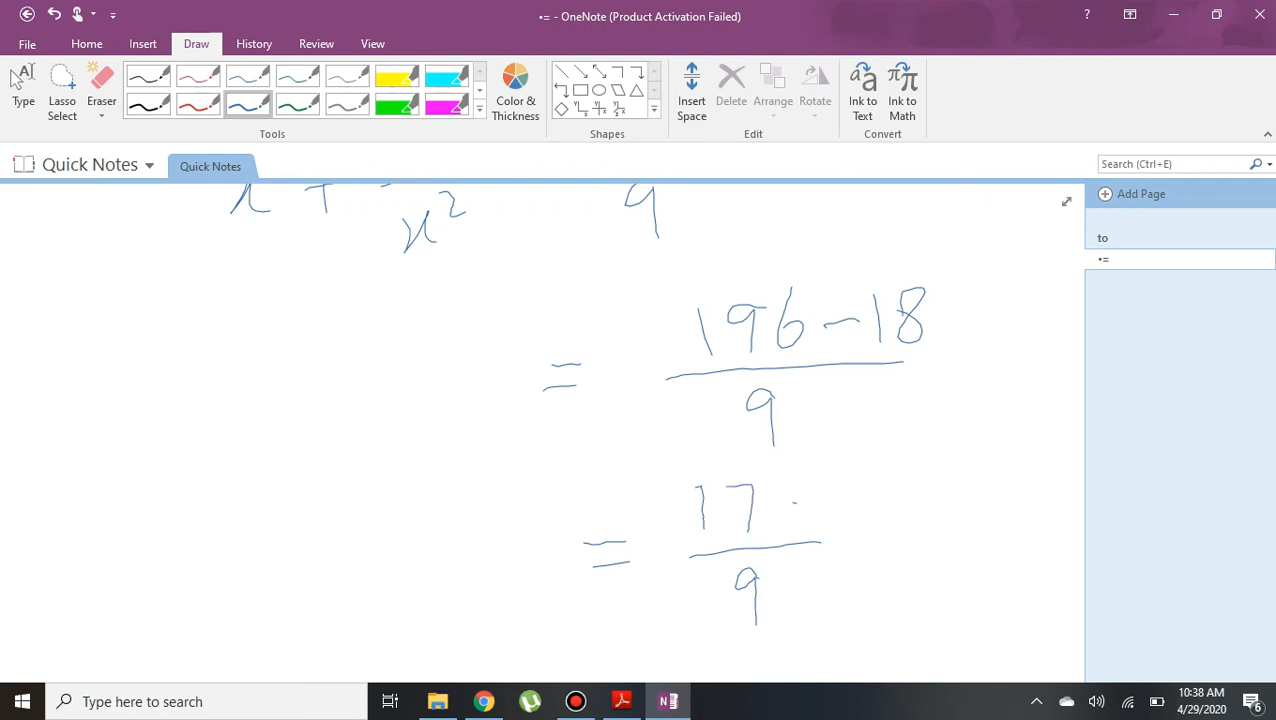 •= - OneNote (Product Activation Failed)
File Home Insert Draw History Review View
Type Lasso Select Eraser Color & Thickness Insert Space Delete Arrange Rotate Ink to Text Ink to Math
Tools Shapes Edit Convert
Quick Notes Quick Notes Search (Ctrl+E)
Add Page
to
•=
x + x² 9
= 196-18
9
= 17
9
Type here to search
10:38 AM
4/29/2020
6